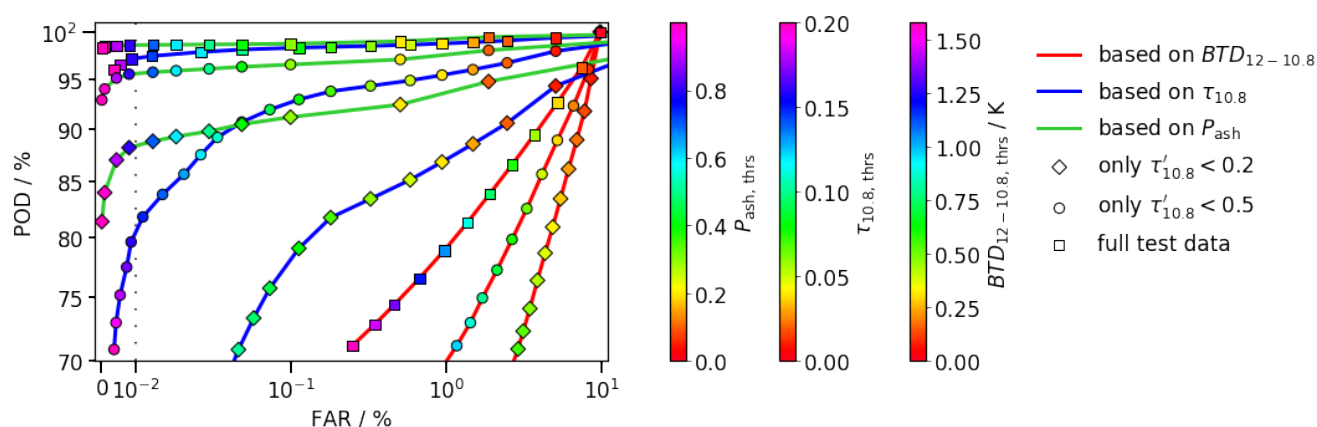 POD / %
10²
95
90
85
80
75
70
0
10⁻²
10⁻¹
10⁰
10¹
FAR / %
0.8
0.6
0.4
0.2
0.0
P_ash, thrs
0.20
0.15
0.10
0.05
0.00
τ_10.8, thrs
1.50
1.25
1.00
0.75
0.50
0.25
0.00
BTD_12−10.8, thrs / K
based on BTD_12−10.8
based on τ_10.8
based on P_ash
only τ′_10.8 < 0.2
only τ′_10.8 < 0.5
full test data